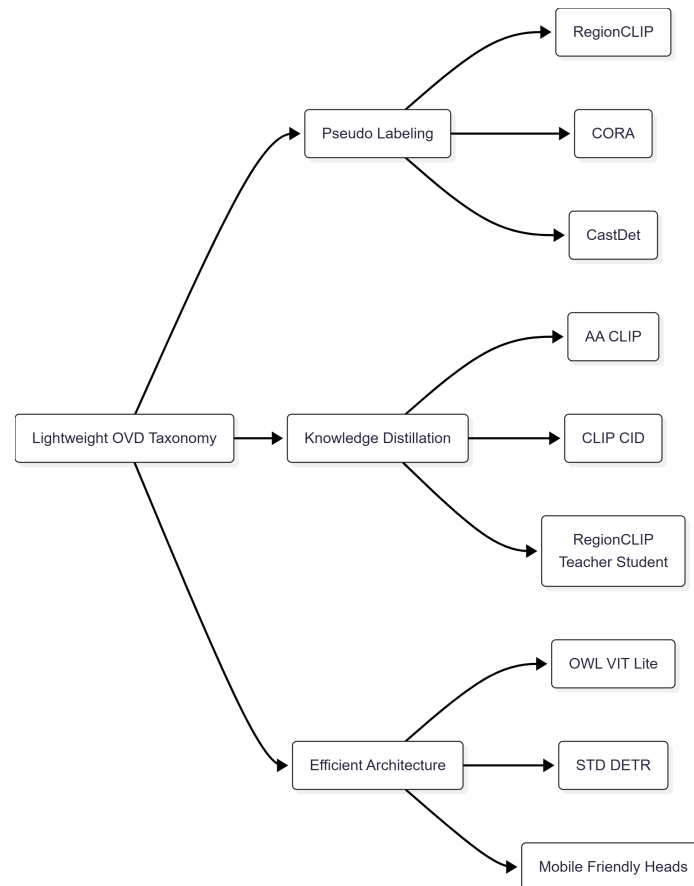 RegionCLIP
Pseudo Labeling
CORA
CastDet
AA CLIP
Lightweight OVD Taxonomy
Knowledge Distillation
CLIP CID
RegionCLIP
Teacher Student
OWL VIT Lite
Efficient Architecture
STD DETR
Mobile Friendly Heads